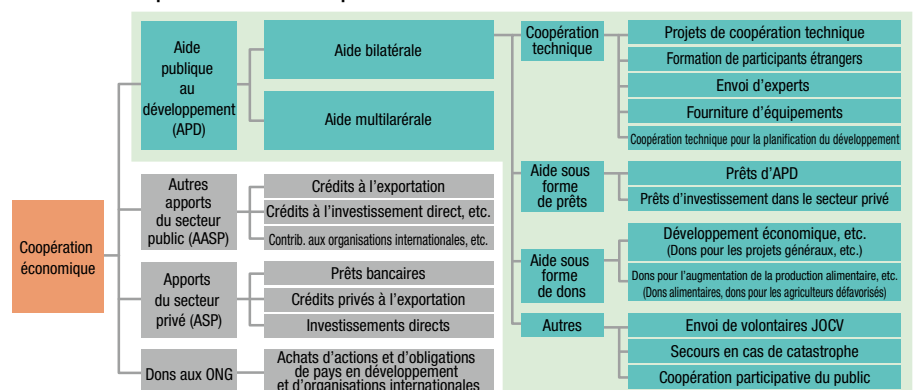 Coopération
économique
Aide
publique
au
développement
(APD)
Aide bilatérale
Aide multilarérale
Autres
apports
du secteur
public (AASP)
Crédits à l'exportation
Crédits à l'investissement direct, etc.
Contrib. aux organisations internationales, etc.
Apports
du secteur
privé (ASP)
Prêts bancaires
Crédits privés à l'exportation
Investissements directs
Dons aux ONG
Achats d'actions et d'obligations
de pays en développement
et d'organisations internationales
Coopération
technique
Projets de coopération technique
Formation de participants étrangers
Envoi d'experts
Fourniture d'équipements
Coopération technique pour la planification du développement
Aide sous
forme
de prêts
Prêts d'APD
Prêts d'investissement dans le secteur privé
Aide sous
forme
de dons
Développement économique, etc.
(Dons pour les projets généraux, etc.)
Dons pour l'augmentation de la production alimentaire, etc.
(Dons alimentaires, dons pour les agriculteurs défavorisés)
Autres
Envoi de volontaires JOCV
Secours en cas de catastrophe
Coopération participative du public